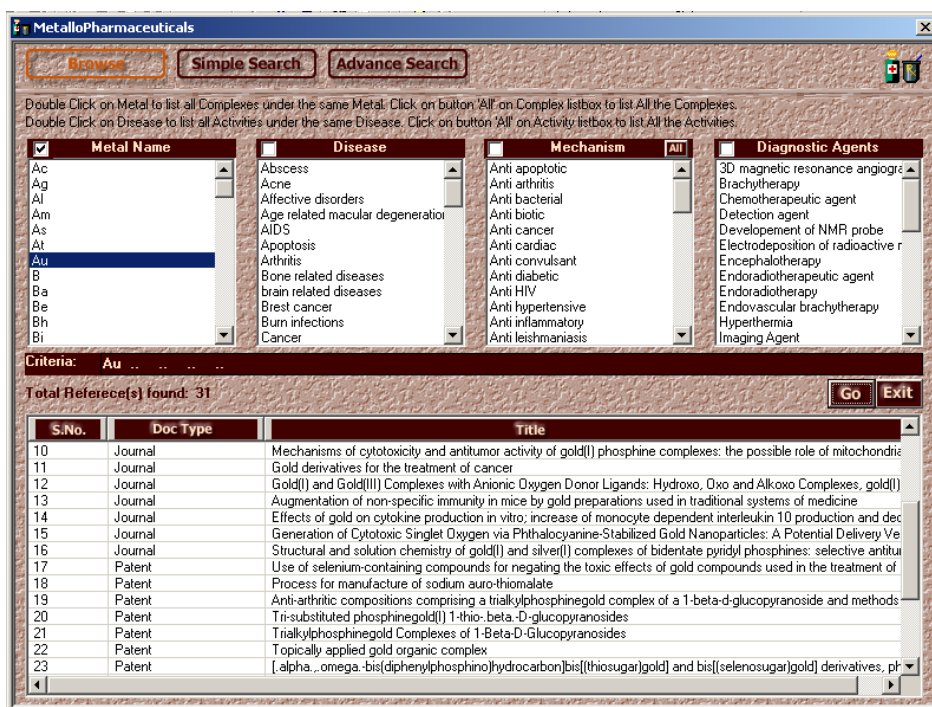 MetalloPharmaceuticals
Browse Simple Search Advance Search
Double Click on Metal to list all Complexes under the same Metal. Click on button 'All' on Complex listbox to list All the Complexes.
Double Click on Disease to list all Activities under the same Disease. Click on button 'All' on Activity listbox to list All the Activities.
Metal Name
Ac
Ag
Al
Am
As
At
Au
B
Ba
Be
Bh
Bi
Disease
Abscess
Acne
Affective disorders
Age related macular degeneration
AIDS
Apoptosis
Arthritis
Bone related diseases
brain related diseases
Brest cancer
Burn infections
Cancer
Mechanism All
Anti apoptotic
Anti arthritis
Anti bacterial
Anti biotic
Anti cancer
Anti cardiac
Anti convulsant
Anti diabetic
Anti HIV
Anti hypertensive
Anti inflammatory
Anti leishmaniasis
Diagnostic Agents
3D magnetic resonance angiogra
Brachytherapy
Chemotherapeutic agent
Detection agent
Developement of NMR probe
Electrodeposition of radioactive r
Encephalotherapy
Endoradiotherapeutic agent
Endoradiotherapy
Endovascular brachytherapy
Hyperthermia
Imaging Agent
Criteria: Au .. .. .. ..
Total Referece(s) found: 31 Go Exit
S.No. Doc Type Title
10 Journal Mechanisms of cytotoxicity and antitumor activity of gold(I) phosphine complexes: the possible role of mitochondria
11 Journal Gold derivatives for the treatment of cancer
12 Journal Gold(I) and Gold(III) Complexes with Anionic Oxygen Donor Ligands: Hydroxo, Oxo and Alkoxo Complexes, gold(I)
13 Journal Augmentation of non-specific immunity in mice by gold preparations used in traditional systems of medicine
14 Journal Effects of gold on cytokine production in vitro; increase of monocyte dependent interleukin 10 production and dec
15 Journal Generation of Cytotoxic Singlet Oxygen via Phthalocyanine-Stabilized Gold Nanoparticles: A Potential Delivery Ve
16 Journal Structural and solution chemistry of gold(I) and silver(I) complexes of bidentate pyridyl phosphines: selective antitu
17 Patent Use of selenium-containing compounds for negating the toxic effects of gold compounds used in the treatment of
18 Patent Process for manufacture of sodium auro-thiomalate
19 Patent Anti-arthritic compositions comprising a trialkylphosphinegold complex of a 1-beta-d-glucopyranoside and methods
20 Patent Tri-substituted phosphinegold(I) 1-thio-.beta.-D-glucopyranosides
21 Patent Trialkylphosphinegold Complexes of 1-Beta-D-Glucopyranosides
22 Patent Topically applied gold organic complex
23 Patent [.alpha.,.omega.-bis(diphenylphosphino)hydrocarbon]bis[(thiosugar)gold] and bis[(selenosugar)gold] derivatives, ph